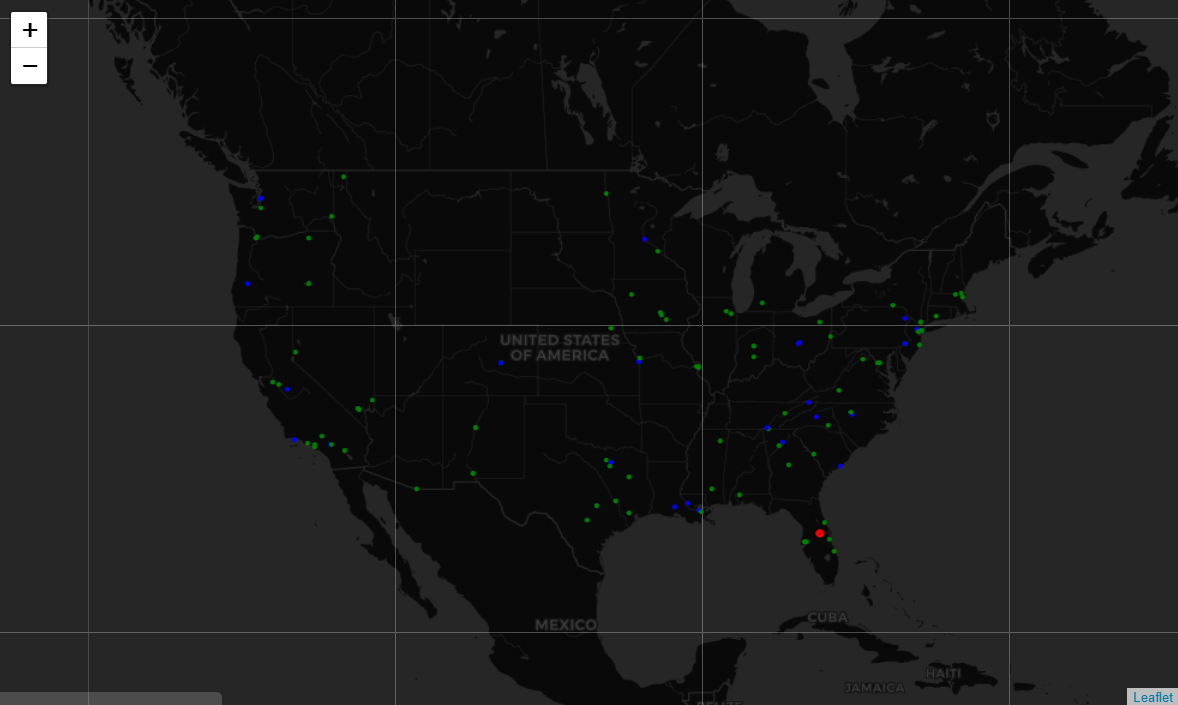 +
−
UNITED STATES
OF AMERICA
MEXICO
CUBA
HAITI
JAMAICA
Leaflet